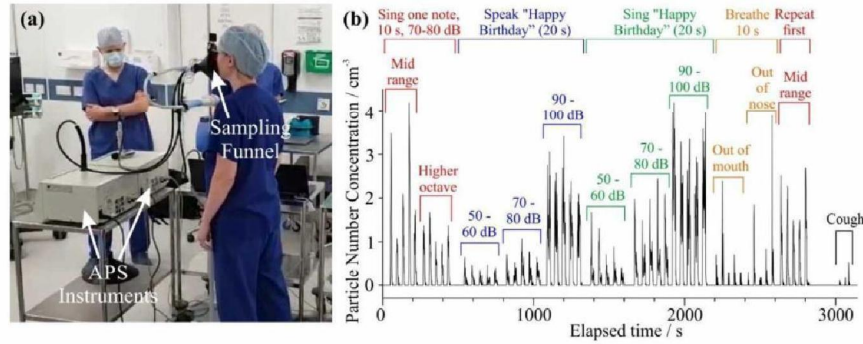 (a)
Sampling
Funnel
APS
Instruments
(b)
Sing one note,
10 s, 70-80 dB
Speak "Happy
Birthday" (20 s)
Sing "Happy
Birthday" (20 s)
Breathe
10 s
Repeat
first
Mid
range
Higher
octave
50 -
60 dB
70 -
80 dB
90 -
100 dB
50 -
60 dB
70 -
80 dB
90 -
100 dB
Out of
mouth
Out
of
nose
Mid
range
Cough
Particle Number Concentration / cm-3
4
3
2
1
0
0
1000
2000
3000
Elapsed time / s